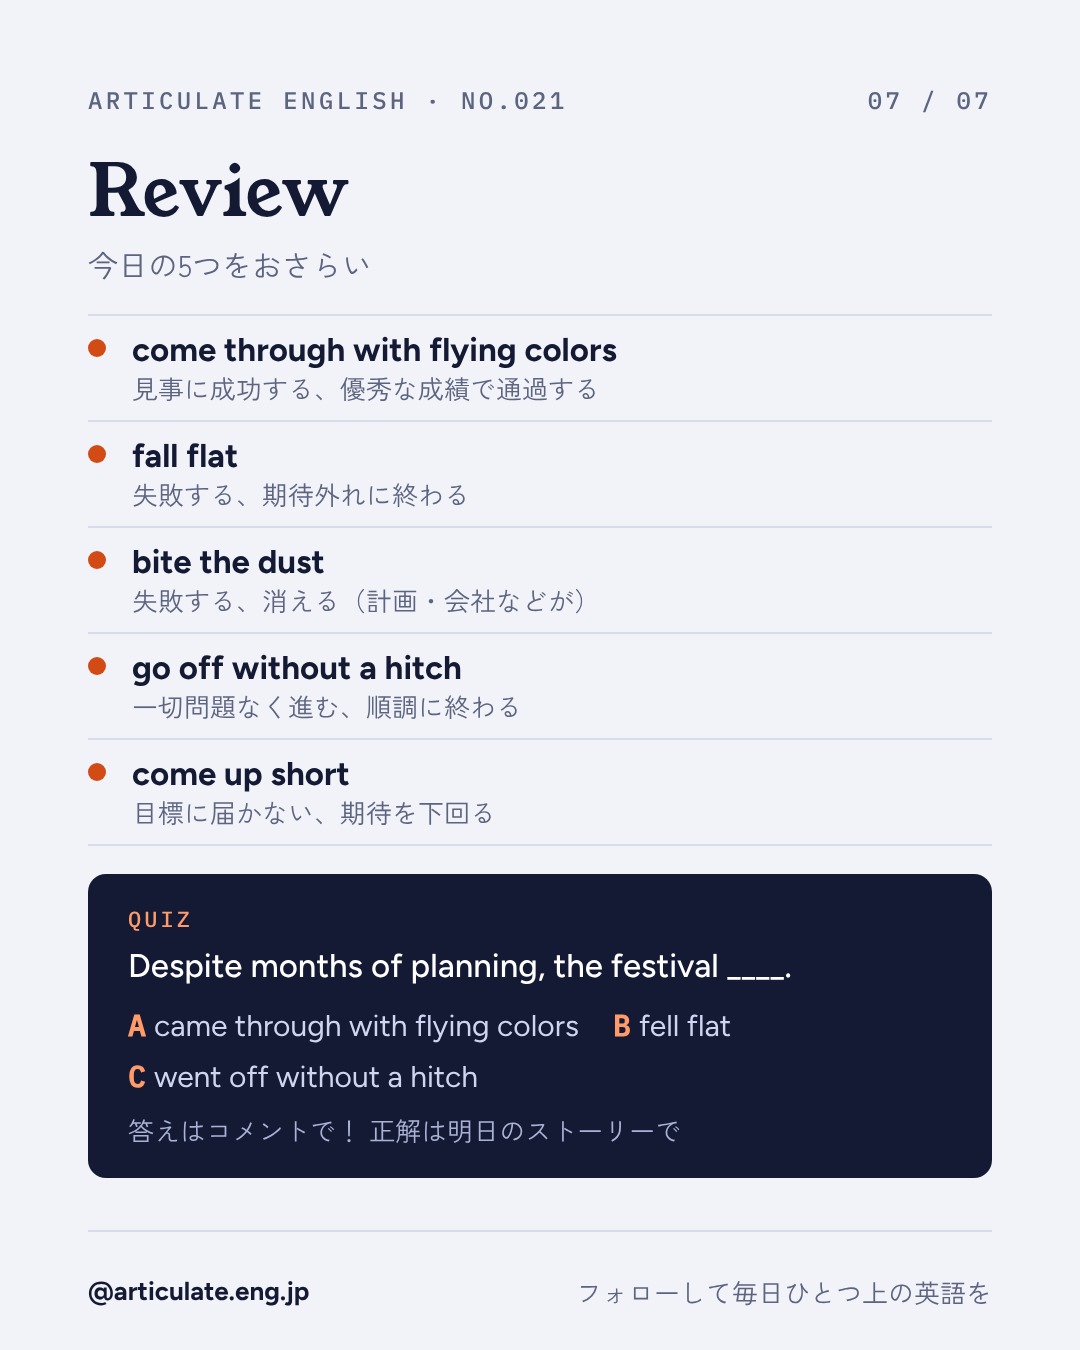 ARTICULATE ENGLISH · NO.021
07 / 07
Review
今日の5つをおさらい
come through with flying colors
見事に成功する、優秀な成績で通過する
fall flat
失敗する、期待外れに終わる
bite the dust
失敗する、消える（計画・会社などが）
go off without a hitch
一切問題なく進む、順調に終わる
come up short
目標に届かない、期待を下回る
QUIZ
Despite months of planning, the festival ____.
A came through with flying colors B fell flat
C went off without a hitch
答えはコメントで！ 正解は明日のストーリーで
@articulate.eng.jp
フォローして毎日ひとつ上の英語を